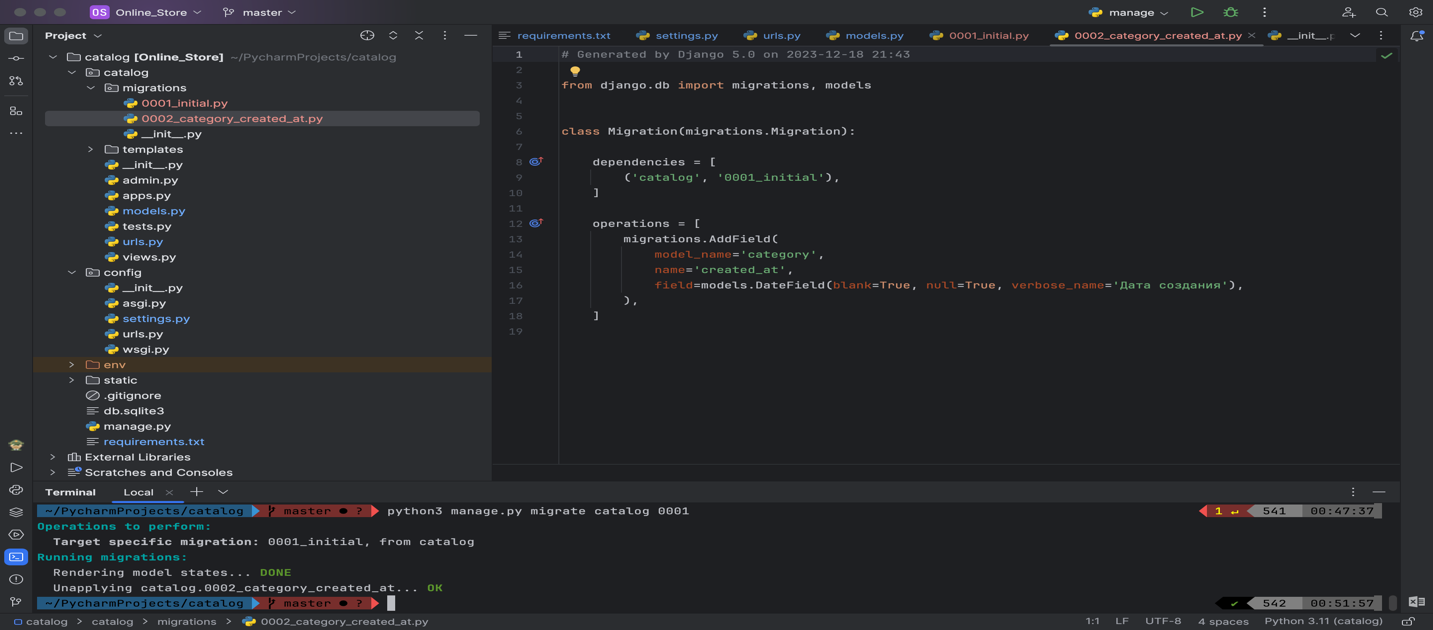 OS Online_Store master manage
Project
requirements.txt settings.py urls.py models.py 0001_initial.py 0002_category_created_at.py __init__.p
catalog [Online_Store] ~/PycharmProjects/catalog
catalog
migrations
0001_initial.py
0002_category_created_at.py
__init__.py
templates
__init__.py
admin.py
apps.py
models.py
tests.py
urls.py
views.py
config
__init__.py
asgi.py
settings.py
urls.py
wsgi.py
env
static
.gitignore
db.sqlite3
manage.py
requirements.txt
External Libraries
Scratches and Consoles
1 # Generated by Django 5.0 on 2023-12-18 21:43
2
3 from django.db import migrations, models
4
5
6 class Migration(migrations.Migration):
7
8 dependencies = [
9 ('catalog', '0001_initial'),
10 ]
11
12 operations = [
13 migrations.AddField(
14 model_name='category',
15 name='created_at',
16 field=models.DateField(blank=True, null=True, verbose_name='Дата создания'),
17 ),
18 ]
19
Terminal Local
~/PycharmProjects/catalog master ● ? python3 manage.py migrate catalog 0001 1 ↵ 541 00:47:37
Operations to perform:
Target specific migration: 0001_initial, from catalog
Running migrations:
Rendering model states... DONE
Unapplying catalog.0002_category_created_at... OK
~/PycharmProjects/catalog master ● ? ✔ 542 00:51:57
catalog > catalog > migrations > 0002_category_created_at.py 1:1 LF UTF-8 4 spaces Python 3.11 (catalog)